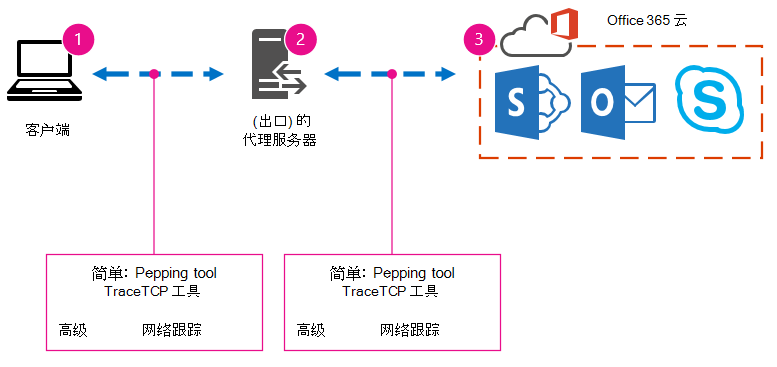 1
2
3
Office 365 云
S
O
S
客户端
(出口) 的
代理服务器
简单: Pepping tool
TraceTCP 工具
高级 网络跟踪
简单: Pepping tool
TraceTCP 工具
高级 网络跟踪